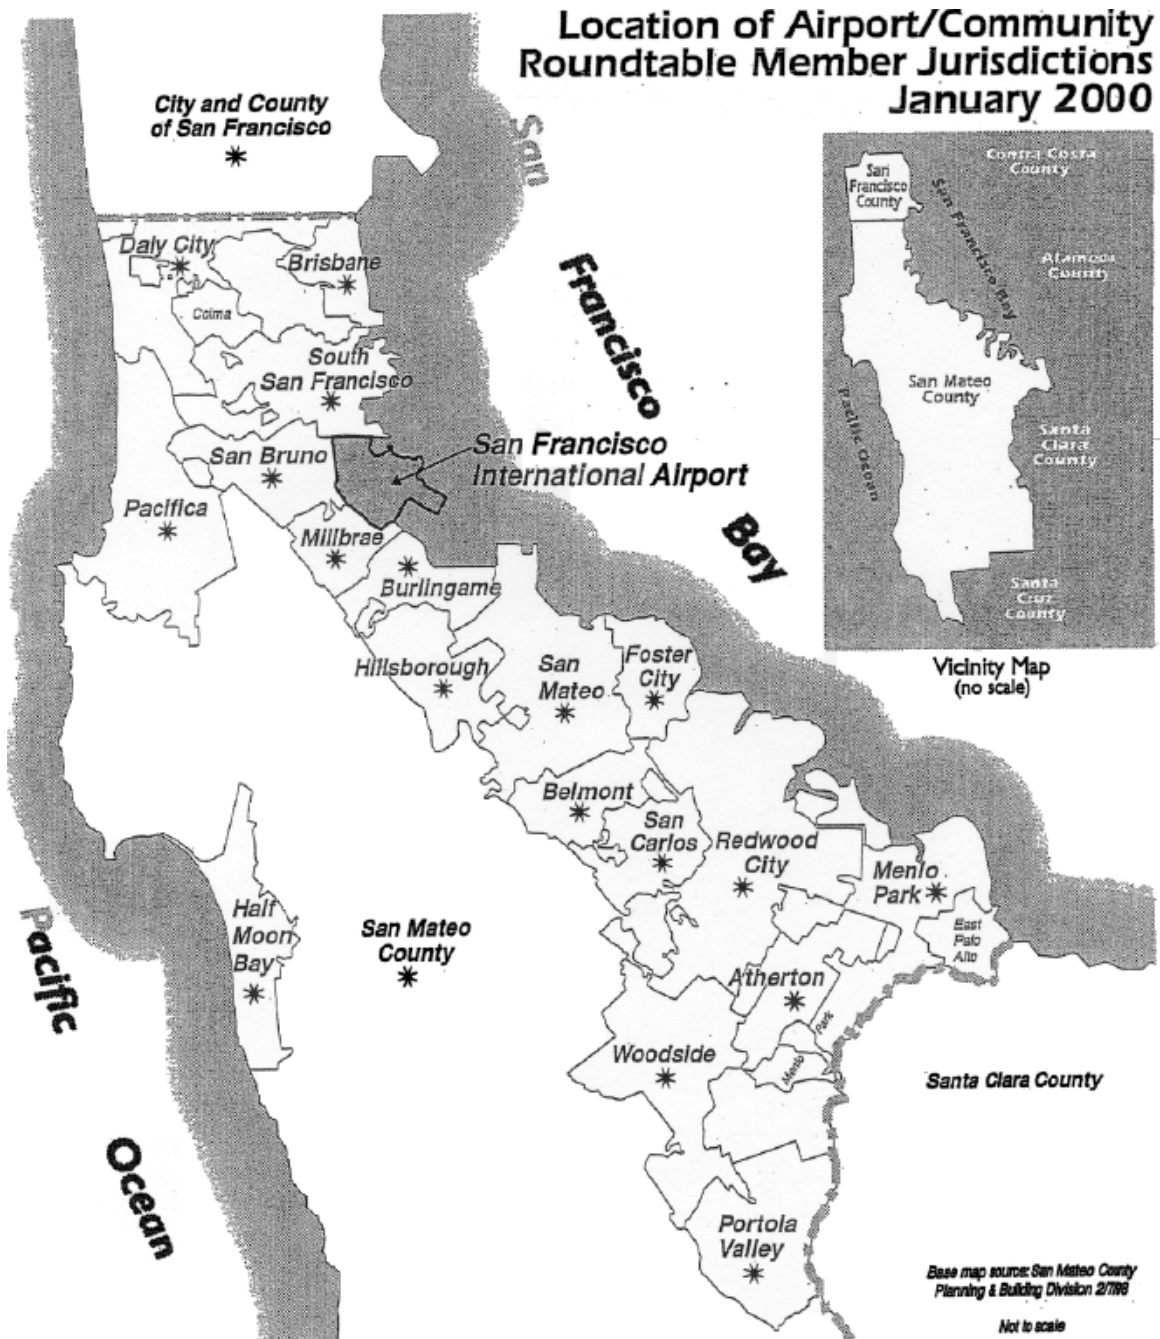 Location of Airport/Community
Roundtable Member Jurisdictions
January 2000
City and County
of San Francisco
San
Francisco
Bay
Contra Costa
County
San
Francisco
County
San Francisco Bay
Alameda
County
San Mateo
County
Pacific Ocean
Santa
Clara
County
Santa
Cruz
County
Vicinity Map
(no scale)
Daly City
Brisbane
Colma
South
San Francisco
San Francisco
International Airport
San Bruno
Pacifica
Millbrae
Burlingame
Hillsborough
San
Mateo
Foster
City
Belmont
San
Carlos
Redwood
City
Menlo
Park
East
Palo
Alto
Half
Moon
Bay
San Mateo
County
Atherton
Park
Menlo
Woodside
Santa Clara County
Portola
Valley
Pacific
Ocean
Base map source: San Mateo County
Planning & Building Division 2/7/98
Not to scale